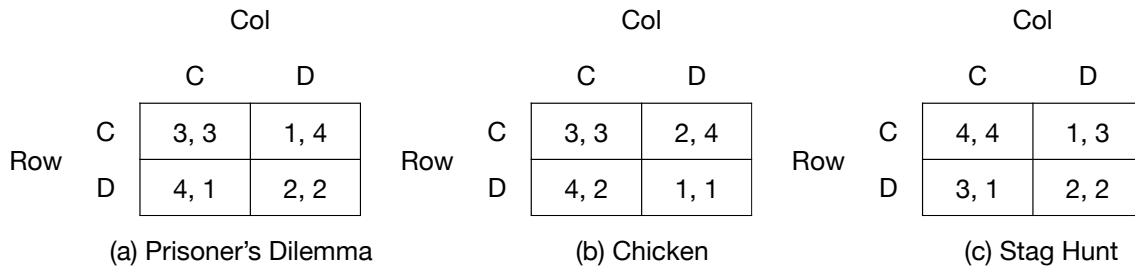 Col Col Col
C D C D C D
C 3, 3 1, 4 C 3, 3 2, 4 C 4, 4 1, 3
Row Row Row
D 4, 1 2, 2 D 4, 2 1, 1 D 3, 1 2, 2
(a) Prisoner's Dilemma (b) Chicken (c) Stag Hunt